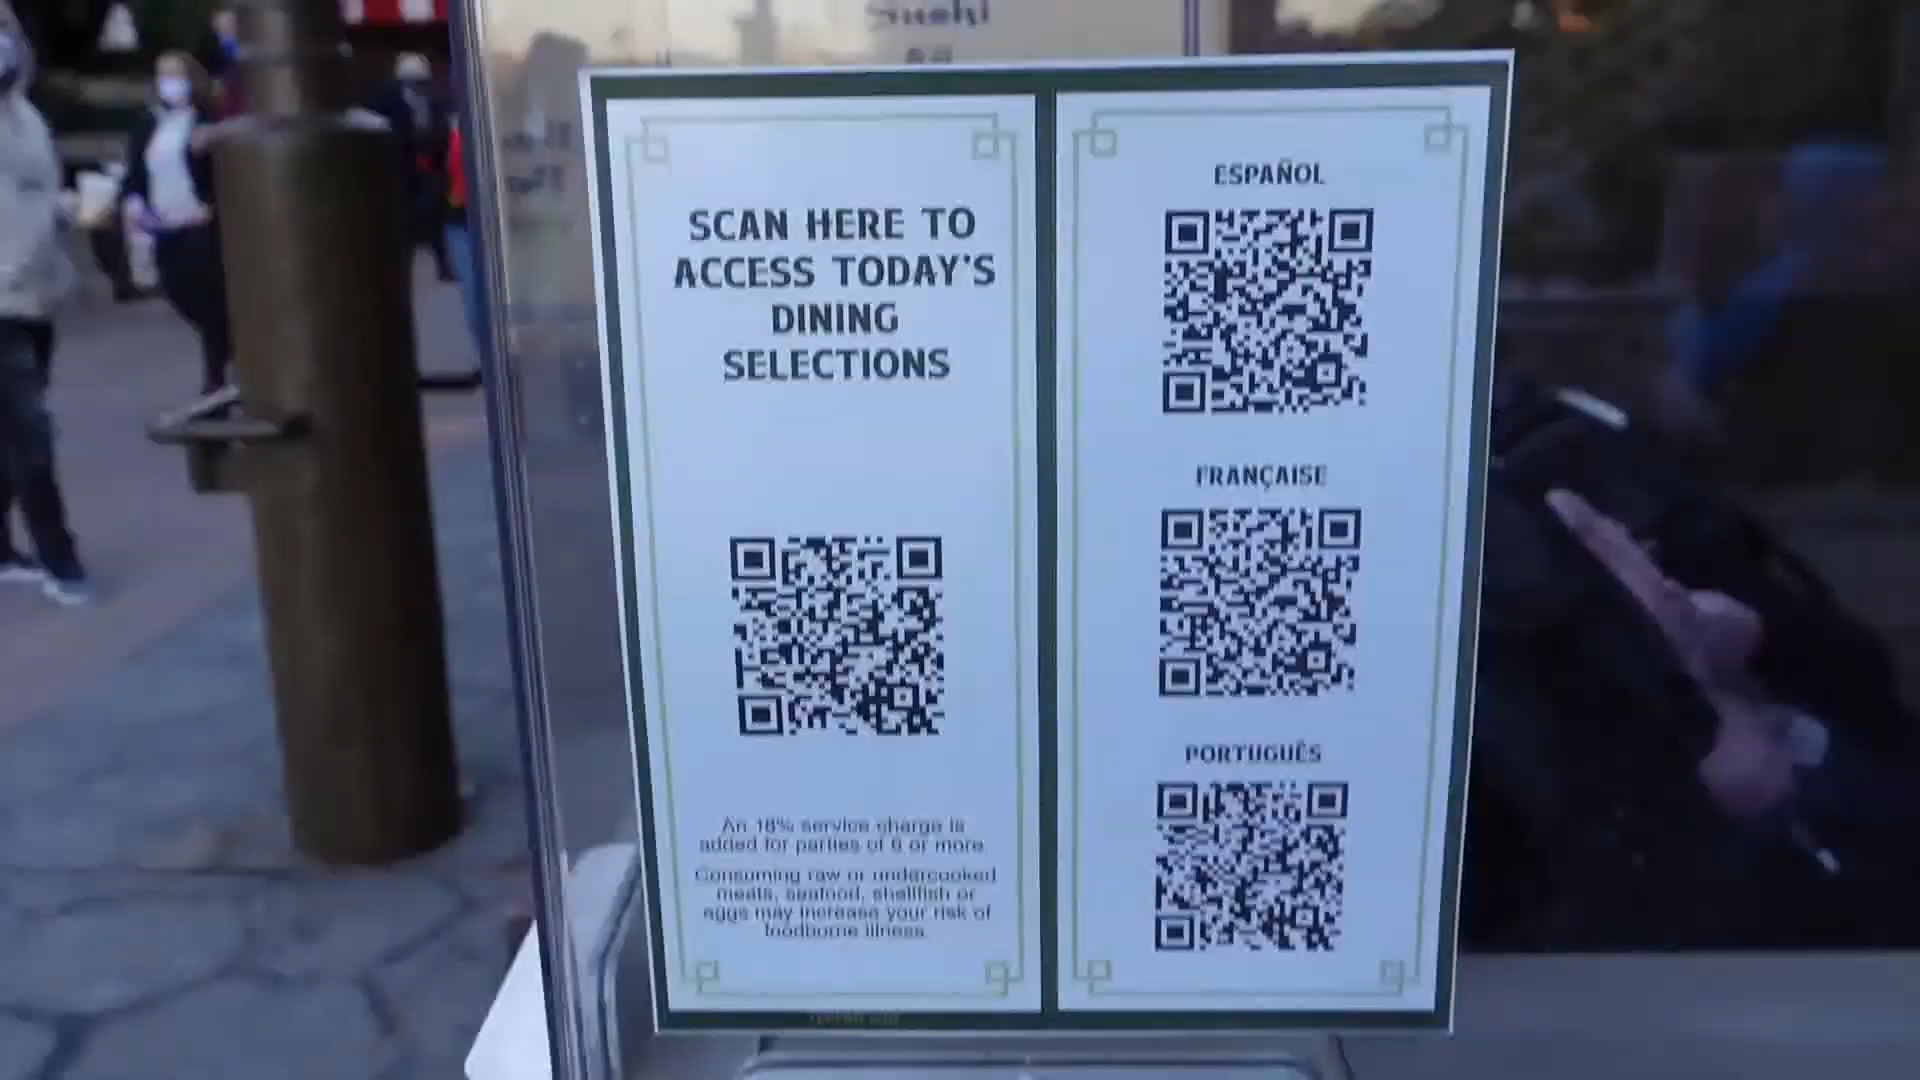 Sushi
SCAN HERE TO
ACCESS TODAY'S
DINING
SELECTIONS
An 18% service charge is
added for parties of 6 or more.
Consuming raw or undercooked
meats, seafood, shellfish or
eggs may increase your risk of
foodborne illness.
ESPAÑOL
FRANÇAISE
PORTUGUÊS